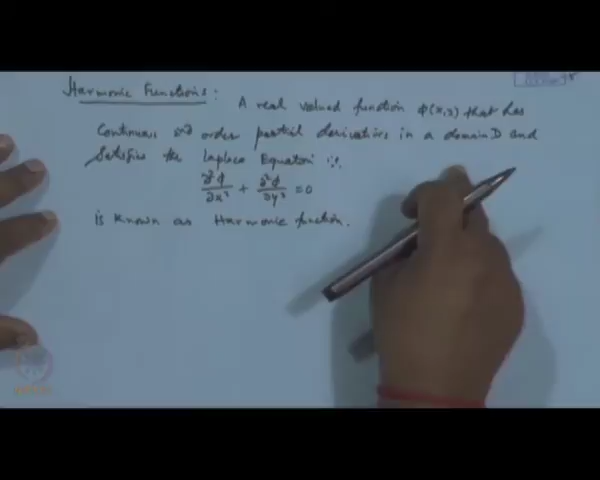 Harmonic Functions : A real valued function φ(x,y) that has
Continuous 2nd order partial derivatives in a domain D and
Satisfies the Laplace Equation i.e.
∂²φ/∂x² + ∂²φ/∂y² = 0
is Known as Harmonic function.